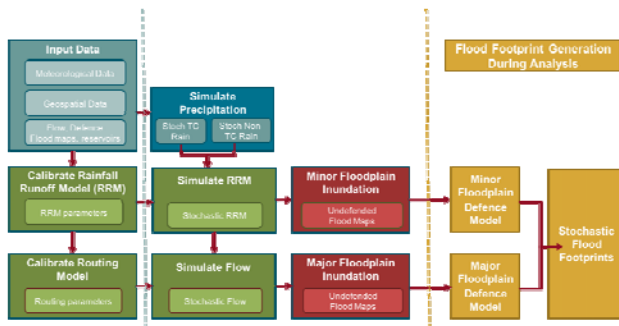 Input Data
Meteorological Data
Geospatial Data
Flow, Defence
Flood maps, reservoirs
Simulate
Precipitation
Stoch TC
Rain
Stoch Non
TC Rain
Flood Footprint Generation
During Analysis
Calibrate Rainfall
Runoff Model (RRM)
RRM parameters
Simulate RRM
Stochastic RRM
Minor Floodplain
Inundation
Undefended
Flood Maps
Minor
Floodplain
Defence
Model
Stochastic
Flood
Footprints
Calibrate Routing
Model
Routing parameters
Simulate Flow
Stochastic Flow
Major Floodplain
Inundation
Undefended
Flood Maps
Major
Floodplain
Defence
Model